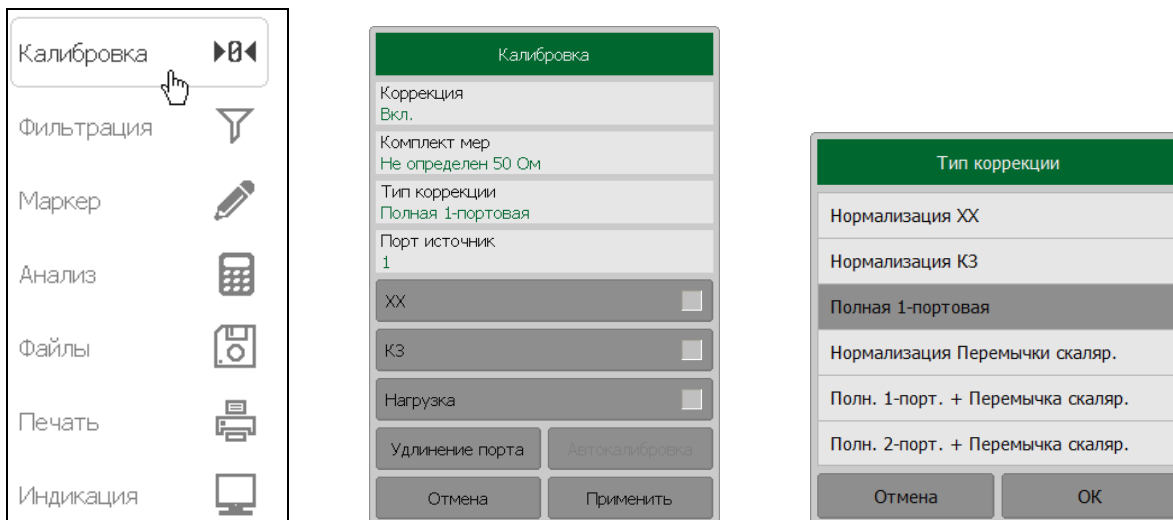 Калибровка
Фильтрация
Маркер
Анализ
Файлы
Печать
Индикация
Калибровка
Коррекция
Вкл.
Комплект мер
Не определен 50 Ом
Тип коррекции
Полная 1-портовая
Порт источник
1
ХХ
КЗ
Нагрузка
Удлинение порта Автокалибровка
Отмена Применить
Тип коррекции
Нормализация ХХ
Нормализация КЗ
Полная 1-портовая
Нормализация Перемычки скаляр.
Полн. 1-порт. + Перемычка скаляр.
Полн. 2-порт. + Перемычка скаляр.
Отмена ОК